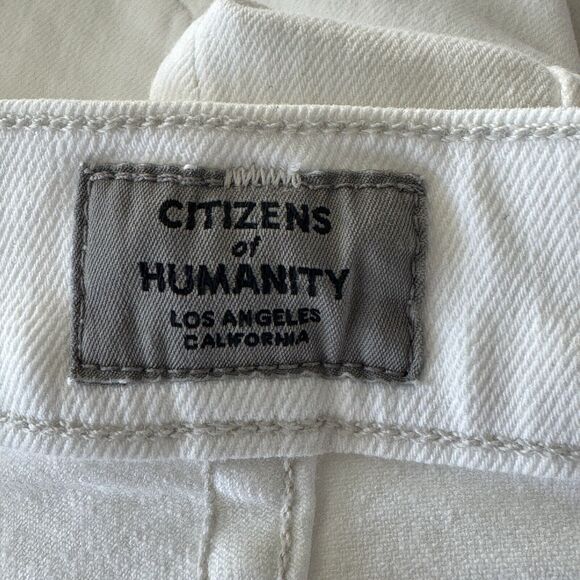 CITIZENS
of
HUMANITY
LOS ANGELES
CALIFORNIA